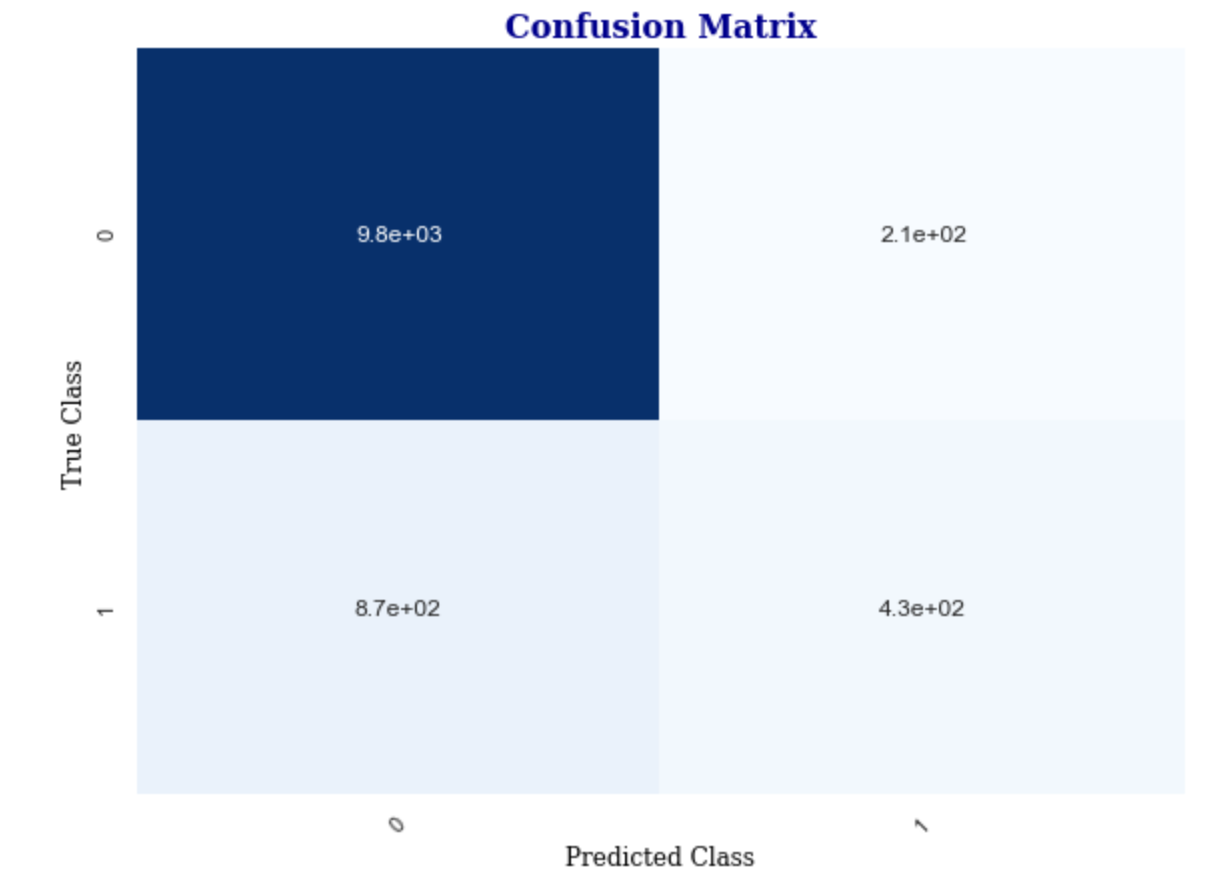 Confusion Matrix
0
9.8e+03
2.1e+02
True Class
1
8.7e+02
4.3e+02
0
1
Predicted Class